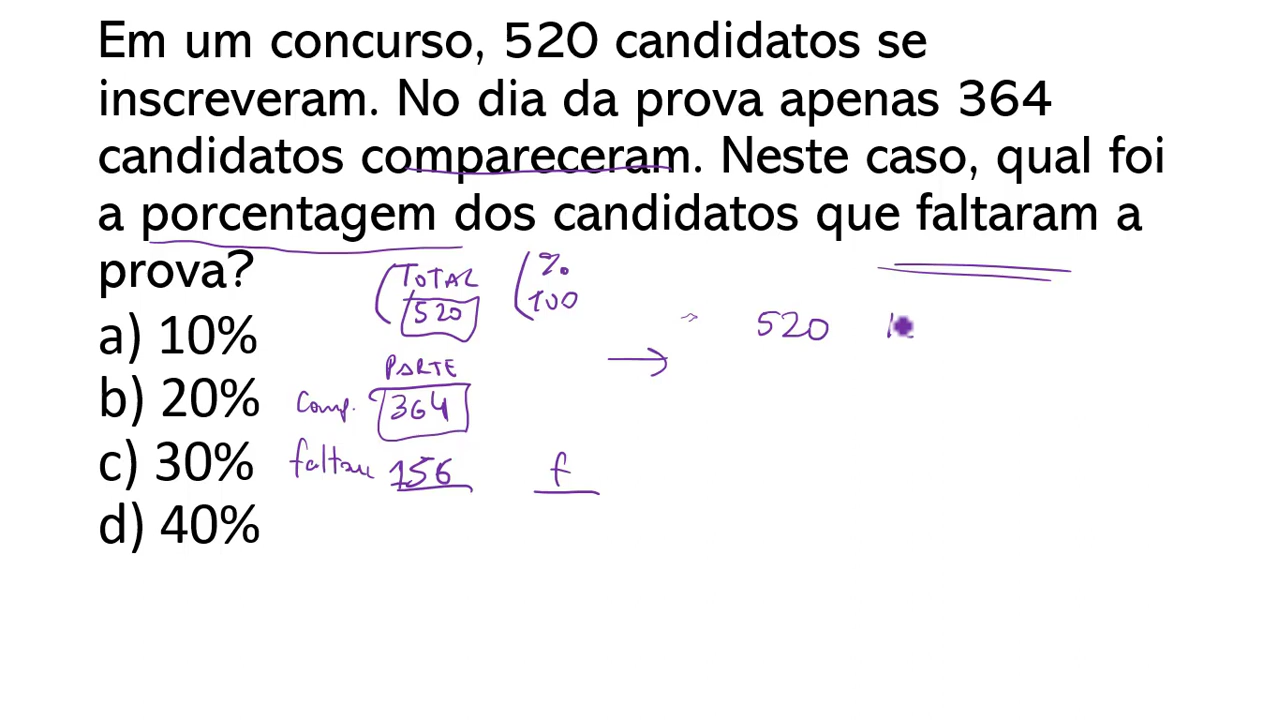 Em um concurso, 520 candidatos se
inscreveram. No dia da prova apenas 364
candidatos compareceram. Neste caso, qual foi
a porcentagem dos candidatos que faltaram a
prova?
TOTAL %
520 100
520
a) 10%
PARTE
b) 20%
Comp. 364
c) 30%
faltou 156 f
d) 40%